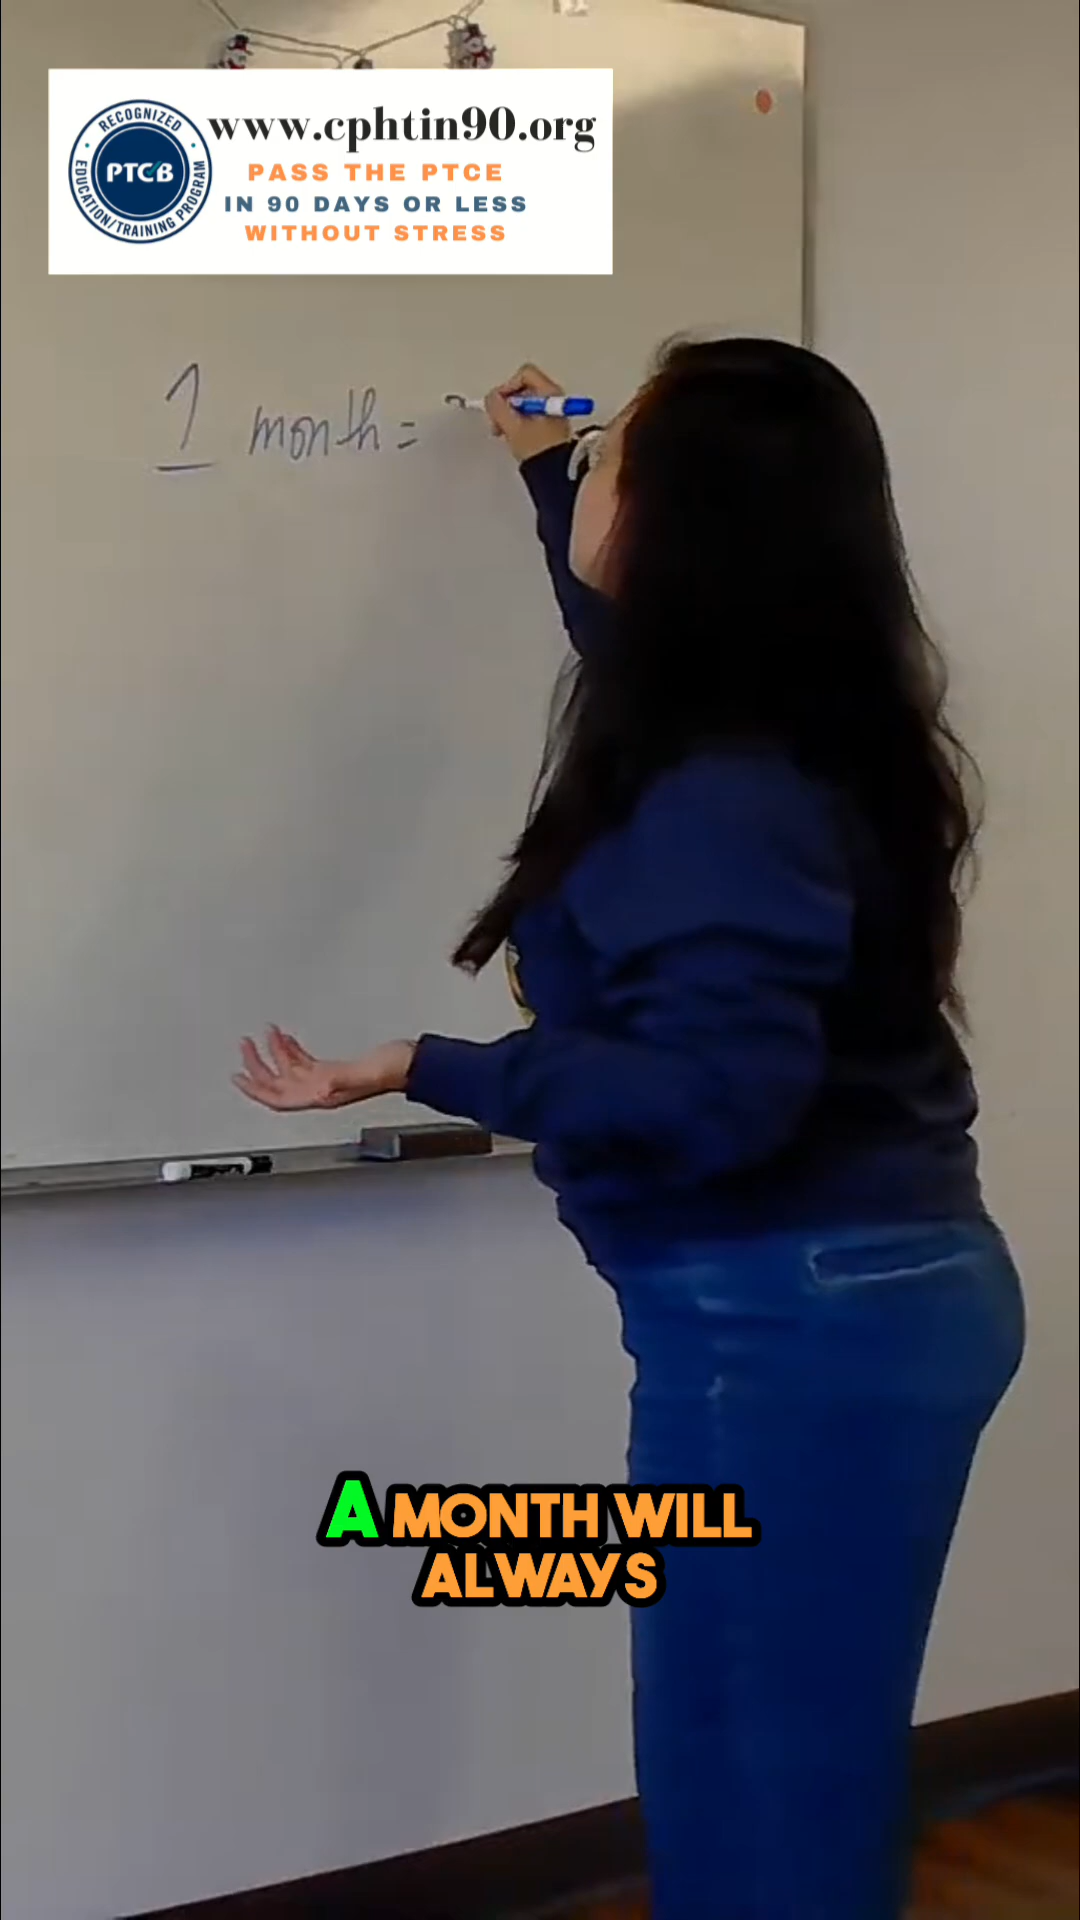 RECOGNIZED
PTCB
EDUCATION/TRAINING PROGRAM
www.cphtin90.org
PASS THE PTCE
IN 90 DAYS OR LESS
WITHOUT STRESS
1 month =
A MONTH WILL
ALWAYS